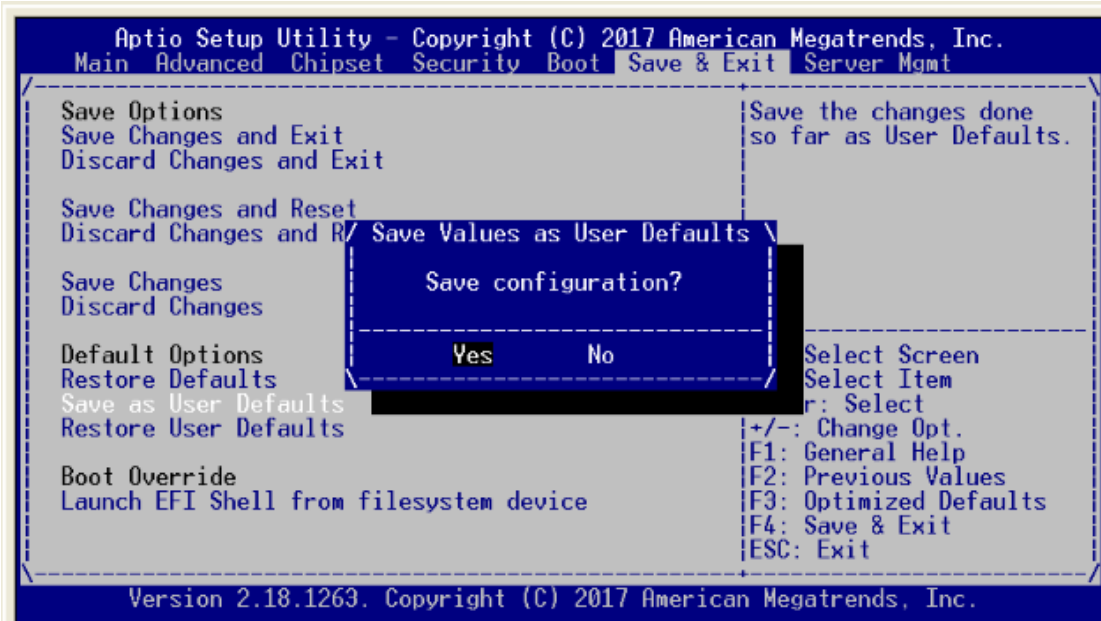 Aptio Setup Utility – Copyright (C) 2017 American Megatrends, Inc.
Main Advanced Chipset Security Boot Save & Exit Server Mgmt
Save Options
Save Changes and Exit
Discard Changes and Exit
Save Changes and Reset
Discard Changes and R
Save Changes
Discard Changes
Default Options
Restore Defaults
Save as User Defaults
Restore User Defaults
Boot Override
Launch EFI Shell from filesystem device
Save Values as User Defaults
Save configuration?
Yes No
Save the changes done
so far as User Defaults.
Select Screen
Select Item
r: Select
+/-: Change Opt.
F1: General Help
F2: Previous Values
F3: Optimized Defaults
F4: Save & Exit
ESC: Exit
Version 2.18.1263. Copyright (C) 2017 American Megatrends, Inc.